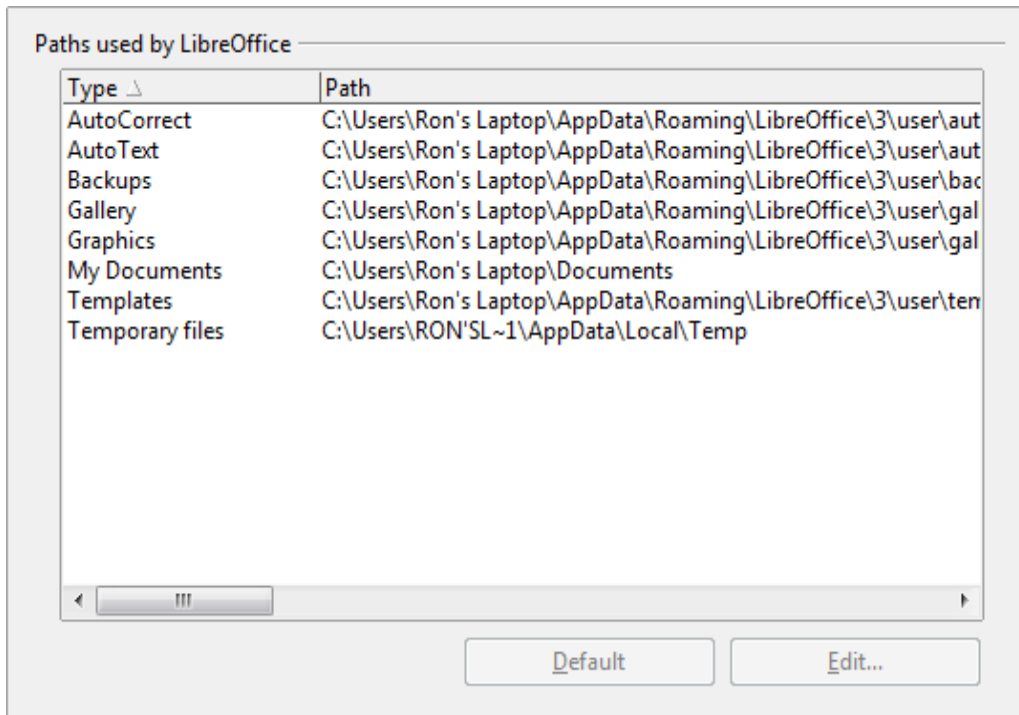 Paths used by LibreOffice
Type Path
AutoCorrect C:\Users\Ron's Laptop\AppData\Roaming\LibreOffice\3\user\aut
AutoText C:\Users\Ron's Laptop\AppData\Roaming\LibreOffice\3\user\aut
Backups C:\Users\Ron's Laptop\AppData\Roaming\LibreOffice\3\user\bac
Gallery C:\Users\Ron's Laptop\AppData\Roaming\LibreOffice\3\user\gal
Graphics C:\Users\Ron's Laptop\AppData\Roaming\LibreOffice\3\user\gal
My Documents C:\Users\Ron's Laptop\Documents
Templates C:\Users\Ron's Laptop\AppData\Roaming\LibreOffice\3\user\tem
Temporary files C:\Users\RON'SL~1\AppData\Local\Temp
Default Edit...